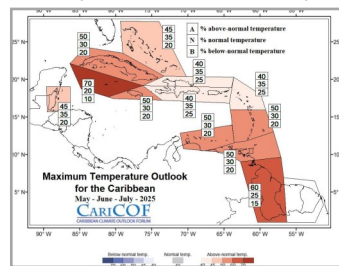 A % above-normal temperature
N % normal temperature
B % below-normal temperature
45
35
20
50
30
20
70
20
10
40
35
25
40
35
25
45
35
20
50
30
20
40
35
25
50
30
20
50
30
20
50
30
20
60
25
15
25°N
20°N
15°N
10°N
5°N
0°
90°W
85°W
80°W
75°W
70°W
65°W
60°W
55°W
Maximum Temperature Outlook
for the Caribbean
May - June - July - 2025
CARICOF
CARIBBEAN CLIMATE OUTLOOK FORUM
Below-normal temp.
Normal temp.
Above-normal temp.